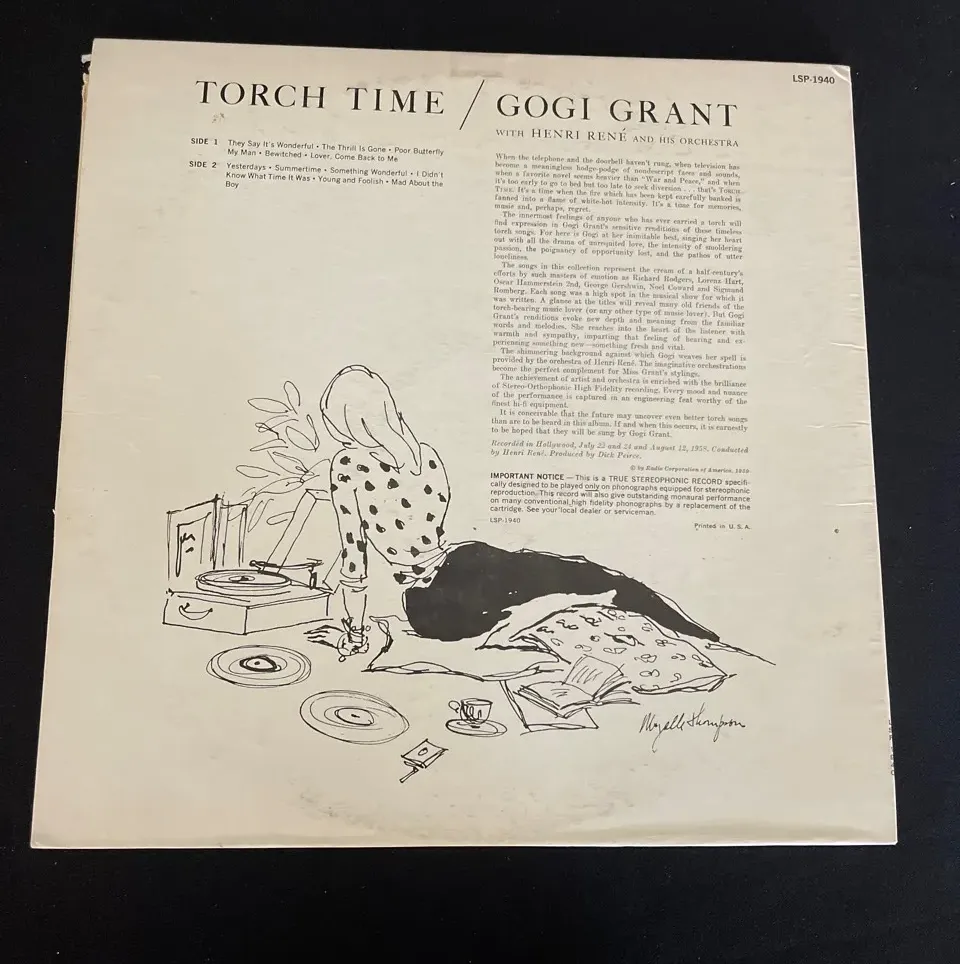 LSP-1940
TORCH TIME / GOGI GRANT
WITH HENRI RENÉ AND HIS ORCHESTRA
SIDE 1 They Say It's Wonderful • The Thrill Is Gone • Poor Butterfly
My Man • Bewitched • Lover, Come Back to Me
SIDE 2 Yesterdays • Summertime • Something Wonderful • I Didn't
Know What Time It Was • Young and Foolish • Mad About the
Boy
When the telephone and the doorbell haven't rung, when television has
become a meaningless hodge-podge of nondescript faces and sounds,
when a favorite novel seems heavier than "War and Peace," and when
it's too early to go to bed but too late to seek diversion . . . that's TORCH
TIME. It's a time when the fire which has been kept carefully banked is
fanned into a flame of white-hot intensity. It's a time for memories,
music and, perhaps, regret.
The innermost feelings of anyone who has ever carried a torch will
find expression in Gogi Grant's sensitive renditions of these timeless
torch songs. For here is Gogi at her inimitable best, singing her heart
out with all the drama of unrequited love, the intensity of smoldering
passion, the poignancy of opportunity lost, and the pathos of utter
loneliness.
The songs in this collection represent the cream of a half-century's
efforts by such masters of emotion as Richard Rodgers, Lorenz Hart,
Oscar Hammerstein 2nd, George Gershwin, Noel Coward and Sigmund
Romberg. Each song was a high spot in the musical show for which it
was written. A glance at the titles will reveal many old friends of the
torch-bearing music lover (or any other type of music lover). But Gogi
Grant's renditions evoke new depth and meaning from the familiar
words and melodies. She reaches into the heart of the listener with
warmth and sympathy, imparting that feeling of hearing and ex-
periencing something new—something fresh and vital.
The shimmering background against which Gogi weaves her spell is
provided by the orchestra of Henri René. The imaginative orchestrations
become the perfect complement for Miss Grant's stylings.
The achievement of artist and orchestra is enriched with the brilliance
of Stereo-Orthophonic High Fidelity recording. Every mood and nuance
of the performance is captured in an engineering feat worthy of the
finest hi-fi equipment.
It is conceivable that the future may uncover even better torch songs
than are to be heard in this album. If and when this occurs, it is earnestly
to be hoped that they will be sung by Gogi Grant.
Recorded in Hollywood, July 23 and 24 and August 12, 1958. Conducted
by Henri René. Produced by Dick Peirce.
© by Radio Corporation of America, 1959
IMPORTANT NOTICE — This is a TRUE STEREOPHONIC RECORD specifi-
cally designed to be played only on phonographs equipped for stereophonic
reproduction. This record will also give outstanding monaural performance
on many conventional high fidelity phonographs by a replacement of the
cartridge. See your local dealer or serviceman.
LSP-1940
Printed in U. S. A.
Mozelle Thompson